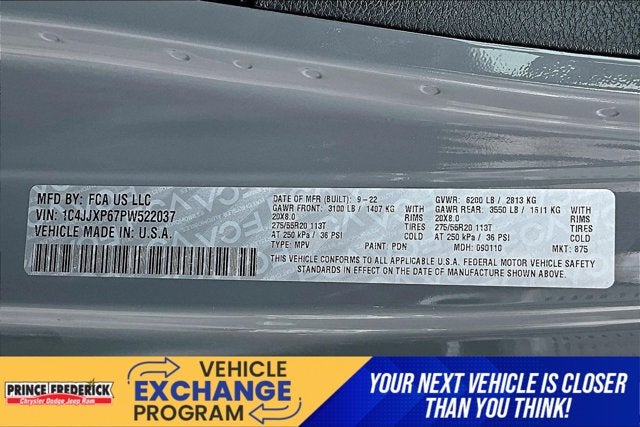 MFD BY: FCA US LLC
VIN: 1C4JJXP67PW522037
VEHICLE MADE IN: U.S.A.
DATE OF MFR (BUILT): 9-22
GVWR: 6200 LB / 2813 KG
GAWR FRONT: 3100 LB / 1407 KG
GAWR REAR: 3550 LB / 1611 KG
20X8.0
20X8.0
275/55R20 113T TIRES
275/55R20 113T TIRES
AT 250 kPa / 36 PSI COLD
AT 250 kPa / 36 PSI COLD
TYPE: MPV PAINT: PDN MDH: 090110 MKT: 875
THIS VEHICLE CONFORMS TO ALL APPLICABLE U.S.A. FEDERAL MOTOR VEHICLE SAFETY
STANDARDS IN EFFECT ON THE DATE OF MANUFACTURE SHOWN ABOVE.
PRINCE FREDERICK
Chrysler Dodge Jeep Ram
VEHICLE
EXCHANGE
PROGRAM
YOUR NEXT VEHICLE IS CLOSER
THAN YOU THINK!